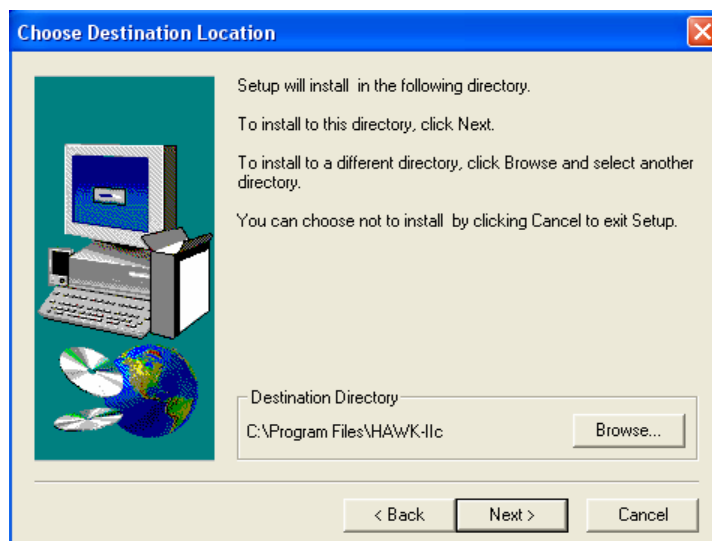 Choose Destination Location
Setup will install  in the following directory.
To install to this directory, click Next.
To install to a different directory, click Browse and select another
directory.
You can choose not to install  by clicking Cancel to exit Setup.
Destination Directory
C:\Program Files\HAWK-IIc
Browse...
< Back
Next >
Cancel